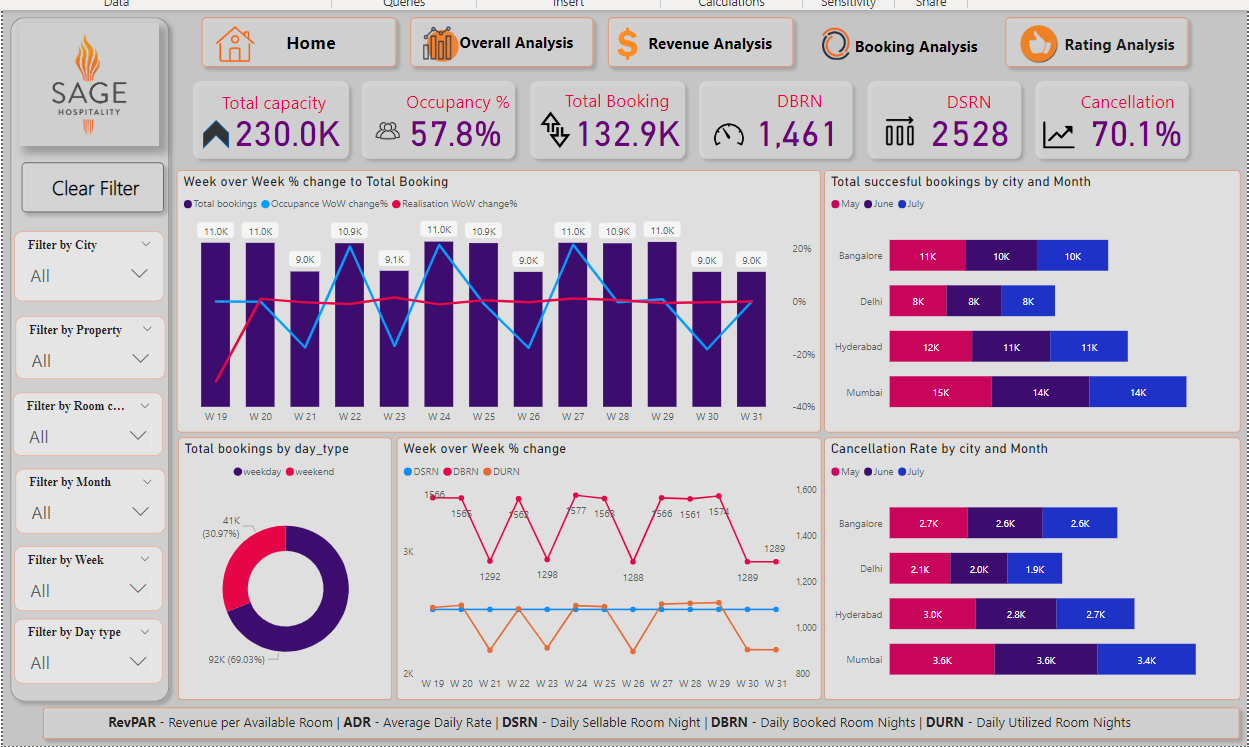 Data Queries Insert Calculations Sensitivity Share
SAGE
HOSPITALITY
Home
Overall Analysis
Revenue Analysis
Booking Analysis
Rating Analysis
Total capacity
230.0K
Occupancy %
57.8%
Total Booking
132.9K
DBRN
1,461
DSRN
2528
Cancellation
70.1%
Clear Filter
Filter by City
All
Filter by Property
All
Filter by Room c...
All
Filter by Month
All
Filter by Week
All
Filter by Day type
All
Week over Week % change to Total Booking
Total bookings Occupance WoW change% Realisation WoW change%
11.0K 11.0K 9.0K 10.9K 9.1K 11.0K 10.9K 9.0K 11.0K 10.9K 11.0K 9.0K 9.0K
20%
0%
-20%
-40%
W 19 W 20 W 21 W 22 W 23 W 24 W 25 W 26 W 27 W 28 W 29 W 30 W 31
Total succesful bookings by city and Month
May June July
Bangalore 11K 10K 10K
Delhi 8K 8K 8K
Hyderabad 12K 11K 11K
Mumbai 15K 14K 14K
Total bookings by day_type
weekday weekend
41K
(30.97%)
92K (69.03%)
Week over Week % change
DSRN DBRN DURN
1566 1565 1292 1562 1298 1577 1563 1288 1566 1561 1574 1289 1289
3K
2K
1,600
1,400
1,200
1,000
800
W 19 W 20 W 21 W 22 W 23 W 24 W 25 W 26 W 27 W 28 W 29 W 30 W 31
Cancellation Rate by city and Month
May June July
Bangalore 2.7K 2.6K 2.6K
Delhi 2.1K 2.0K 1.9K
Hyderabad 3.0K 2.8K 2.7K
Mumbai 3.6K 3.6K 3.4K
RevPAR - Revenue per Available Room | ADR - Average Daily Rate | DSRN - Daily Sellable Room Night | DBRN - Daily Booked Room Nights | DURN - Daily Utilized Room Nights